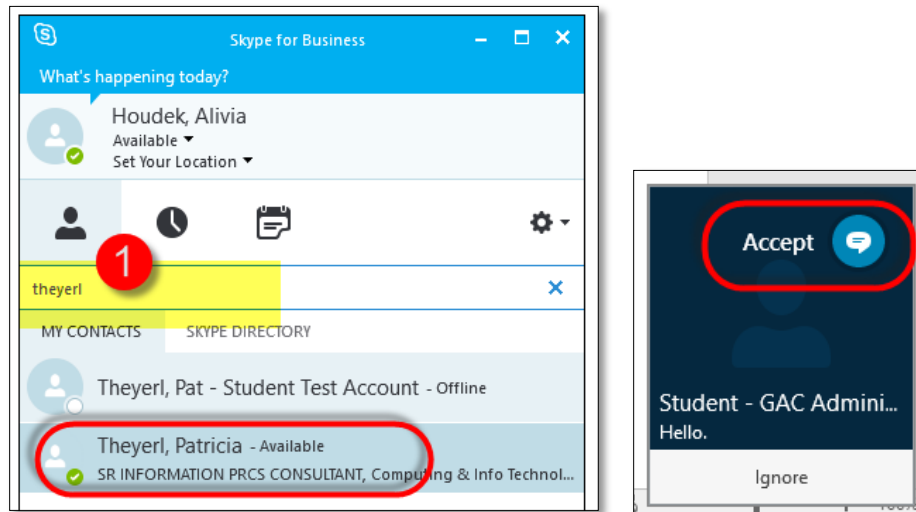 Skype for Business
What's happening today?
Houdek, Alivia
Available
Set Your Location
1
theyerl
MY CONTACTS SKYPE DIRECTORY
Theyerl, Pat - Student Test Account - Offline
Theyerl, Patricia - Available
SR INFORMATION PRCS CONSULTANT, Computing & Info Technol...
Accept
Student - GAC Admini...
Hello.
Ignore